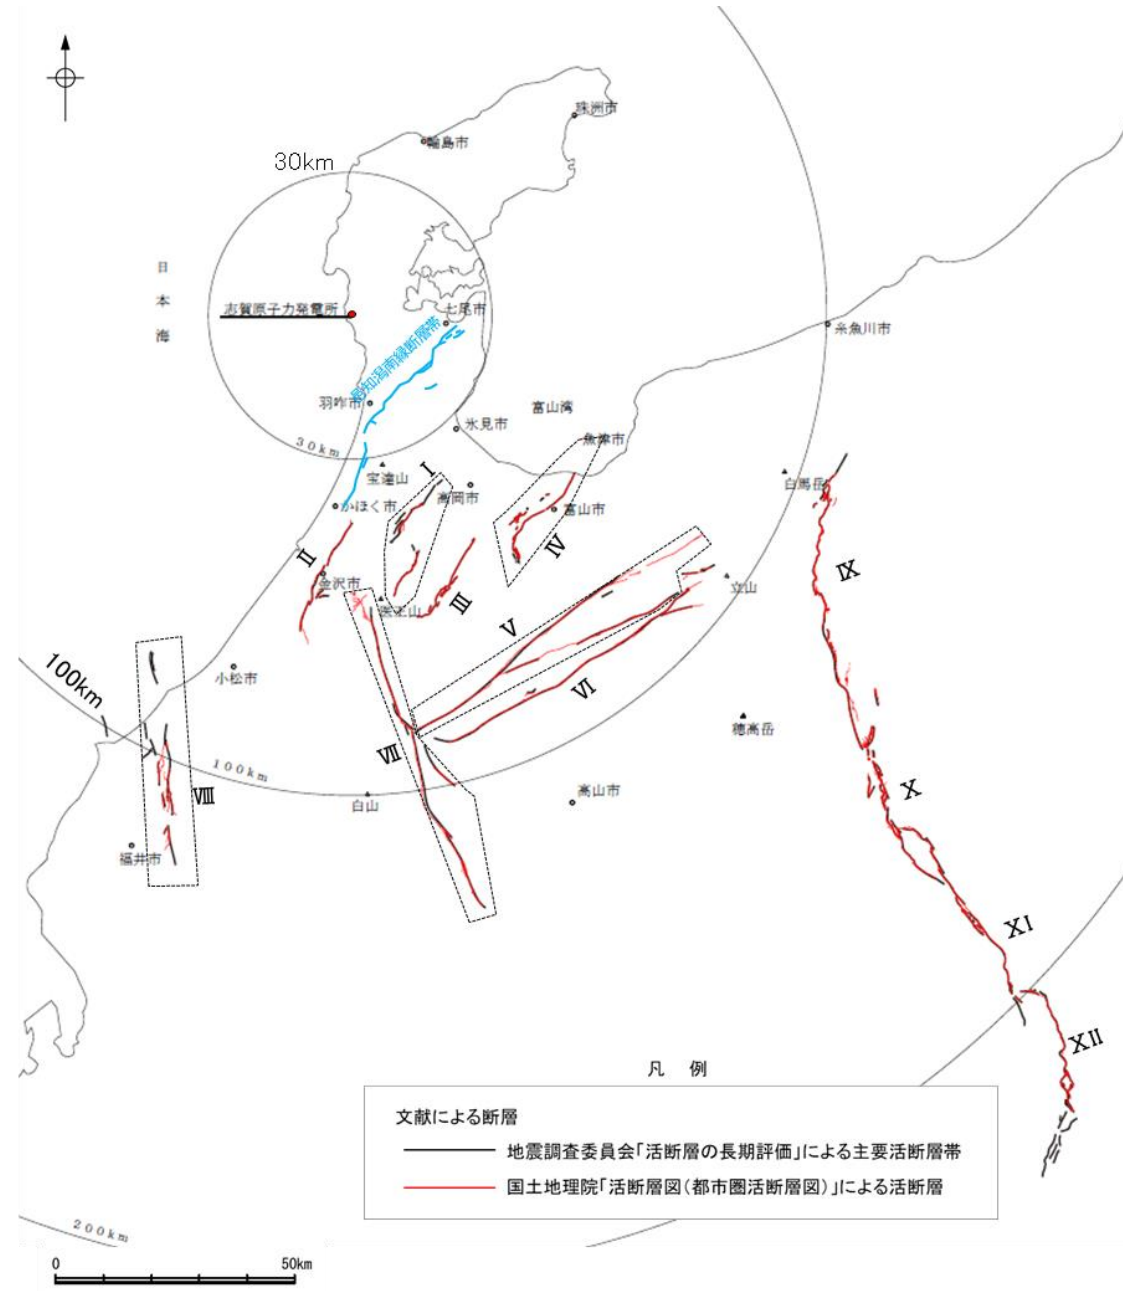 珠洲市
輪島市
30km
日
本
海
志賀原子力発電所
七尾市
糸魚川市
邑知潟南縁断層帯
羽咋市
富山湾
氷見市
魚津市
30km
宝達山
I
高岡市
白馬岳
かほく市
富山市
II
IV
IX
金沢市
医王山
III
立山
V
100km
小松市
VI
穂高岳
VII
100km
白山
高山市
X
VIII
福井市
XI
XII
凡 例
文献による断層
地震調査委員会「活断層の長期評価」による主要活断層帯
国土地理院「活断層図(都市圏活断層図)」による活断層
200km
0 50km